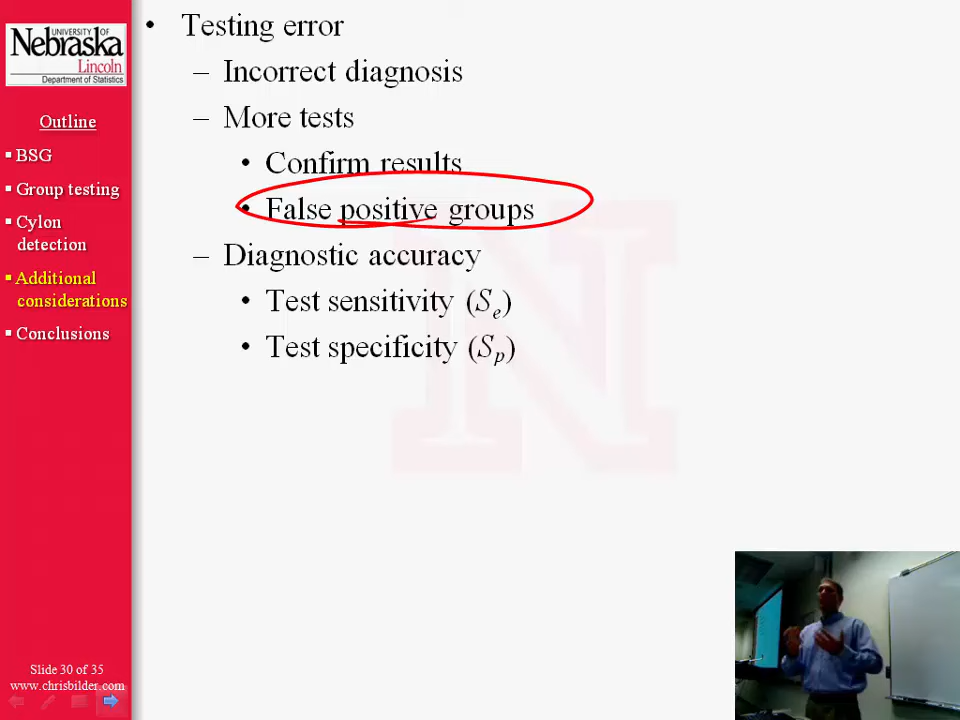 UNIVERSITY OF
Nebraska
Lincoln
Department of Statistics
Outline
▪ BSG
▪ Group testing
▪ Cylon
detection
▪ Additional
considerations
▪ Conclusions
Slide 30 of 35
www.chrisbilder.com
• Testing error
– Incorrect diagnosis
– More tests
• Confirm results
• False positive groups
– Diagnostic accuracy
• Test sensitivity (Se)
• Test specificity (Sp)
N